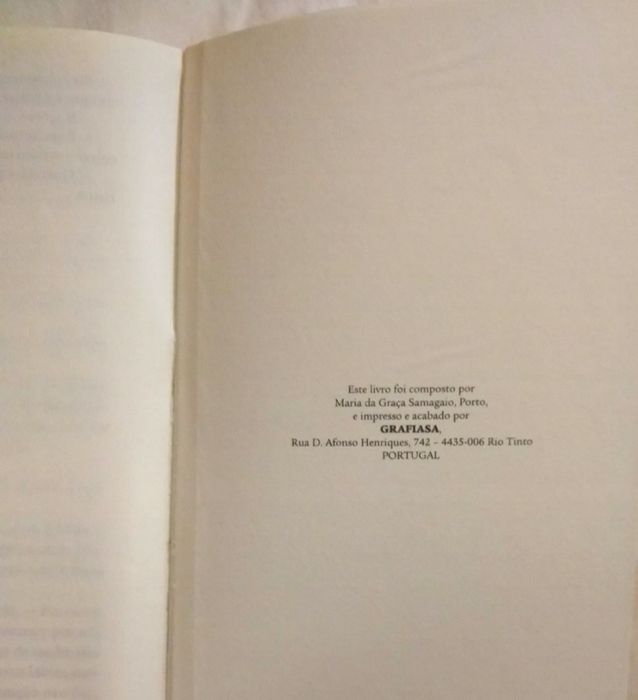 Este livro foi composto por
Maria da Graça Samagaio, Porto,
e impresso e acabado por
GRAFIASA,
Rua D. Afonso Henriques, 742 – 4435-006 Rio Tinto
PORTUGAL